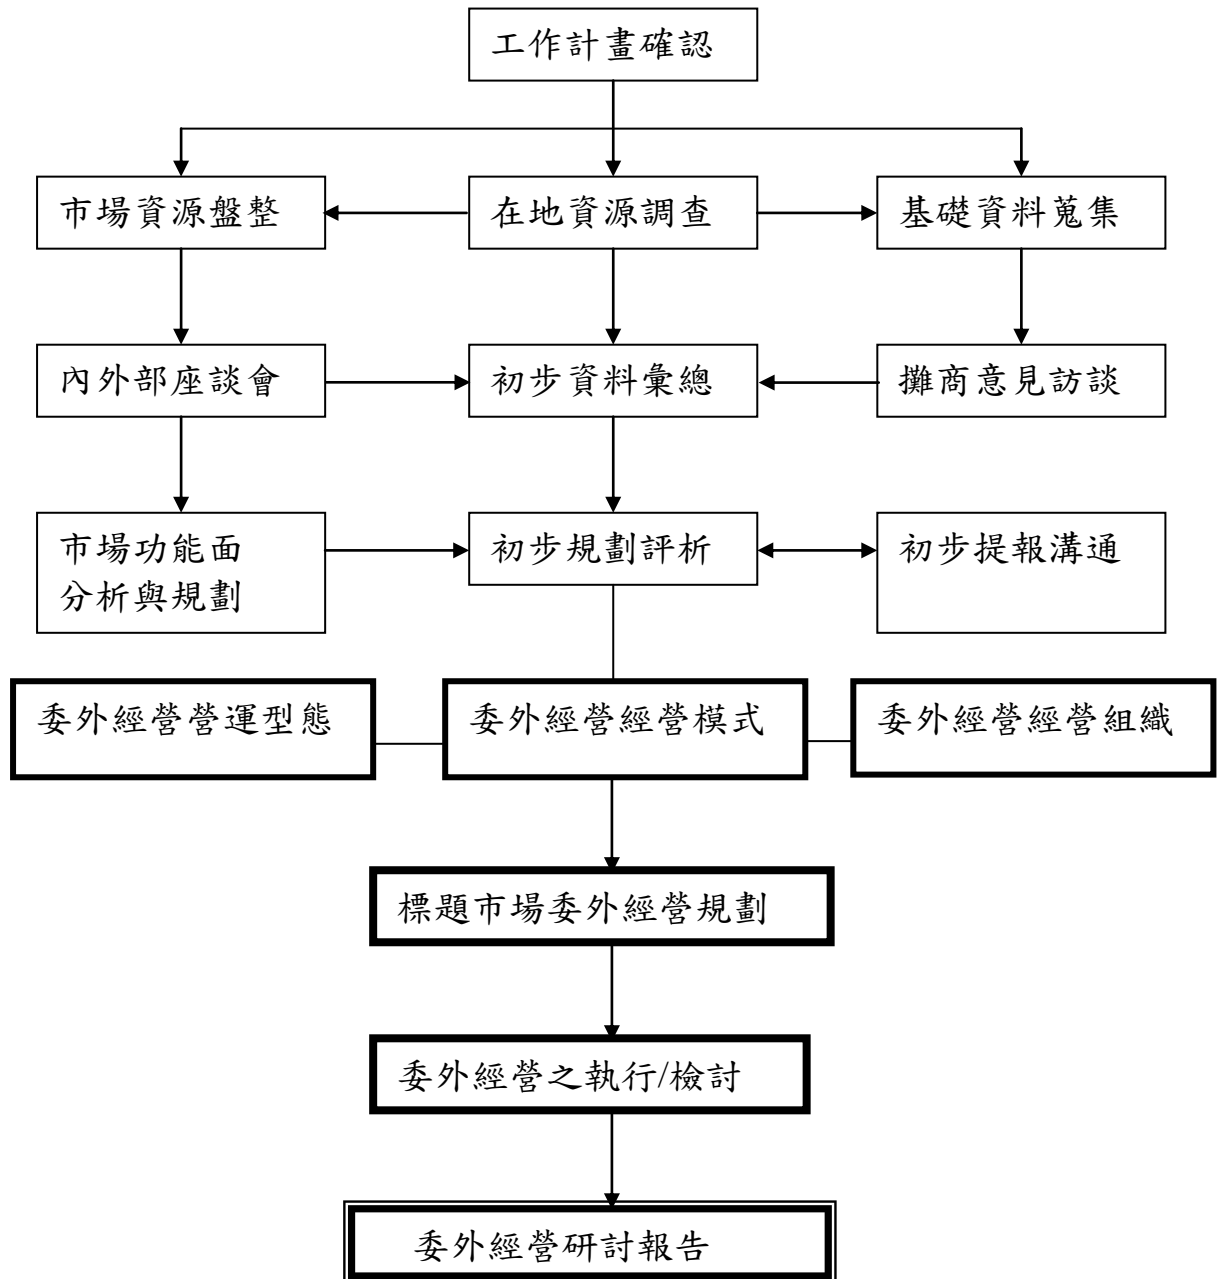 工作計畫確認
市場資源盤整
在地資源調查
基礎資料蒐集
內外部座談會
初步資料彙總
攤商意見訪談
市場功能面
分析與規劃
初步規劃評析
初步提報溝通
委外經營營運型態
委外經營經營模式
委外經營經營組織
標題市場委外經營規劃
委外經營之執行/檢討
委外經營研討報告